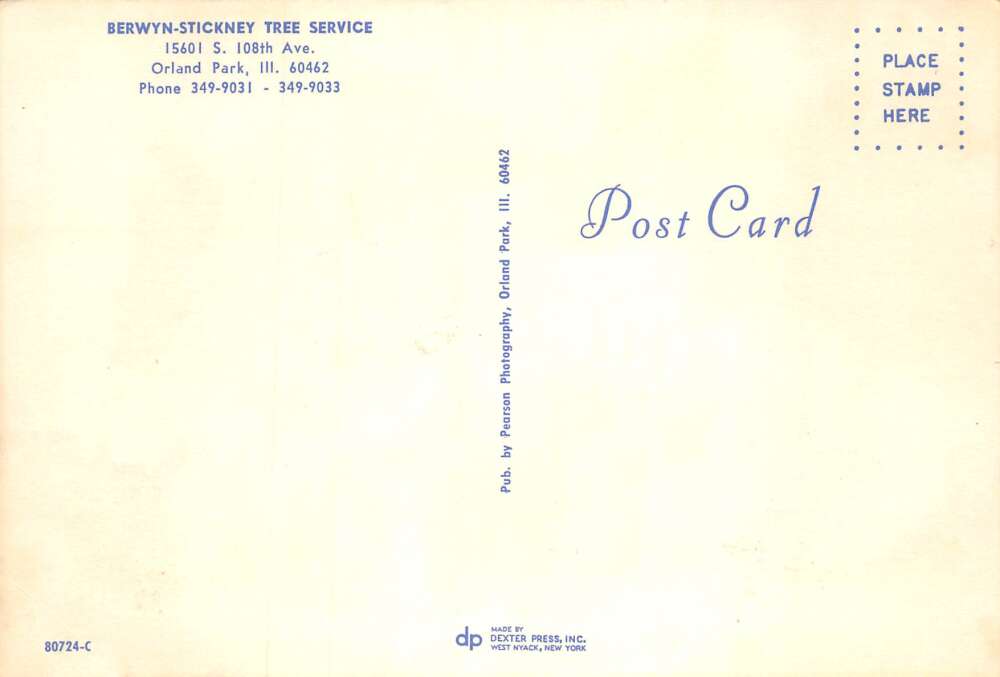 BERWYN-STICKNEY TREE SERVICE
15601 S. 108th Ave.
Orland Park, Ill. 60462
Phone 349-9031 - 349-9033
PLACE
STAMP
HERE
Post Card
Pub. by Pearson Photography, Orland Park, Ill. 60462
80724-C
dp
MADE BY
DEXTER PRESS, INC.
WEST NYACK, NEW YORK